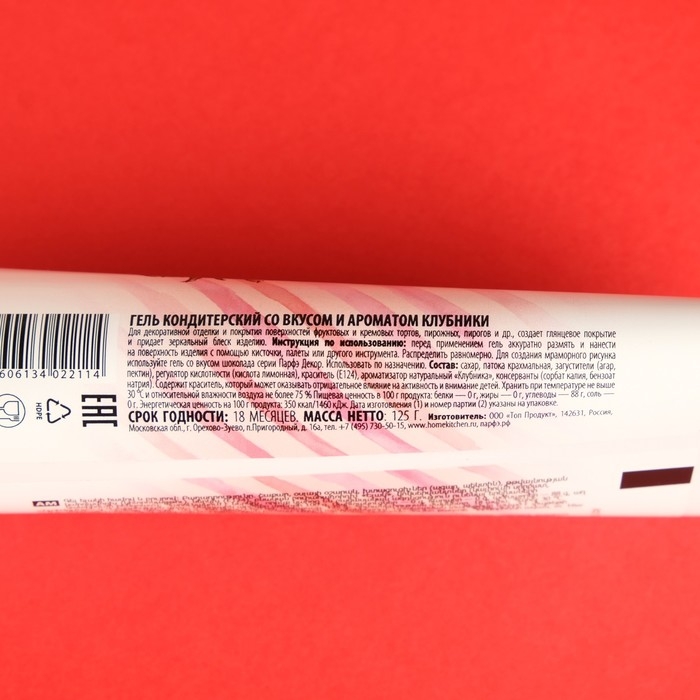 ГЕЛЬ КОНДИТЕРСКИЙ СО ВКУСОМ И АРОМАТОМ КЛУБНИКИ
Для декоративной отделки и покрытия поверхностей фруктовых и кремовых тортов, пирожных, пирогов и др., создает глянцевое покрытие
и придает зеркальный блеск изделию. Инструкция по использованию: перед применением гель аккуратно размять и нанести
на поверхность изделия с помощью кисточки, палеты или другого инструмента. Распределить равномерно. Для создания мраморного рисунка
используйте гель со вкусом шоколада серии Парфэ Декор. Использовать по назначению. Состав: сахар, патока крахмальная, загустители (агар,
пектин), регулятор кислотности (кислота лимонная), краситель (Е124), ароматизатор натуральный «Клубника», консерванты (сорбат калия, бензоат
натрия). Содержит краситель, который может оказывать отрицательное влияние на активность и внимание детей. Хранить при температуре не выше
30 °С и относительной влажности воздуха не более 75 % Пищевая ценность в 100 г продукта: белки — 0 г, жиры — 0 г, углеводы — 88 г, соль —
0 г. Энергетическая ценность на 100 г продукта: 350 ккал/1460 кДж. Дата изготовления (1) и номер партии (2) указаны на упаковке.
СРОК ГОДНОСТИ: 18 МЕСЯЦЕВ. МАССА НЕТТО: 125 Г. Изготовитель: ООО «Топ Продукт», 142631, Россия,
Московская обл., г. Орехово-Зуево, п.Пригородный, д. 16а, тел. +7 (495) 730-50-15, www.homekitchen.ru, парфэ.рф
606134 022114
HDPE
EAC
AM